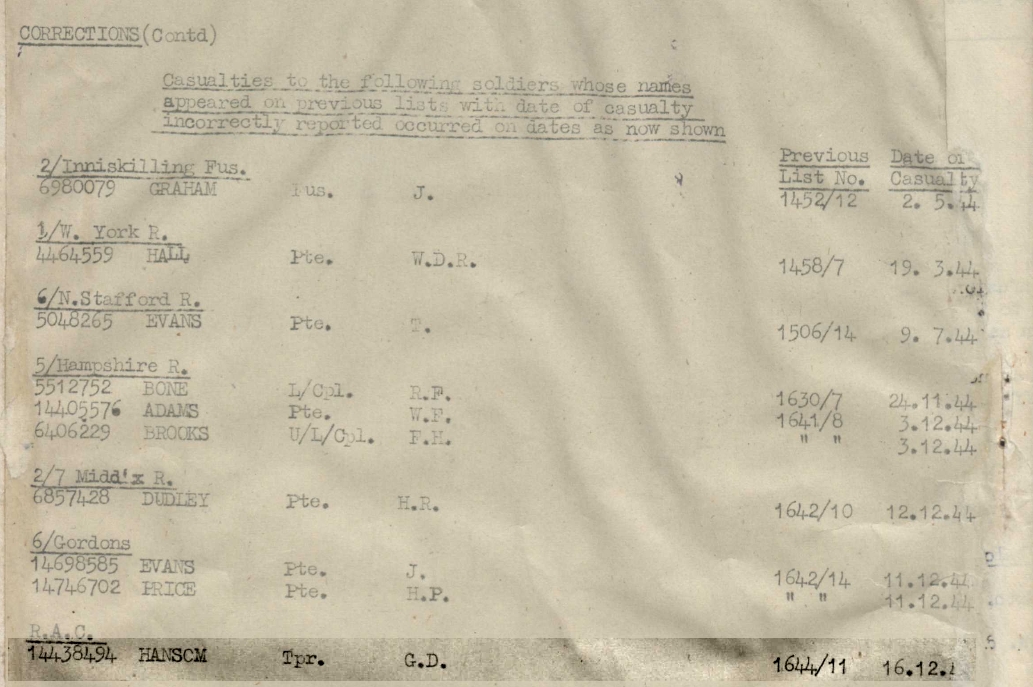 CORRECTIONS(Contd)
Casualties to the following soldiers whose names
appeared on previous lists with date of casualty
incorrectly reported occurred on dates as now shown
Previous Date of
List No. Casualty
2/Inniskilling Fus.
6980079 GRAHAM Fus. J. 1452/12 2. 5.44
1/W. York R.
4464559 HALL Pte. W.D.R. 1458/7 19. 3.44
6/N.Stafford R.
5048265 EVANS Pte. T. 1506/14 9. 7.44
5/Hampshire R.
5512752 BONE L/Cpl. R.F. 1630/7 24.11.44
14405576 ADAMS Pte. W.F. 1641/8 3.12.44
6406229 BROOKS U/L/Cpl. F.H. " " 3.12.44
2/7 Midd'x R.
6857428 DUDLEY Pte. H.R. 1642/10 12.12.44
6/Gordons
14698585 EVANS Pte. J. 1642/14 11.12.44
14746702 PRICE Pte. H.P. " " 11.12.44
R.A.C.
14438494 HANSOM Tpr. G.D. 1644/11 16.12.